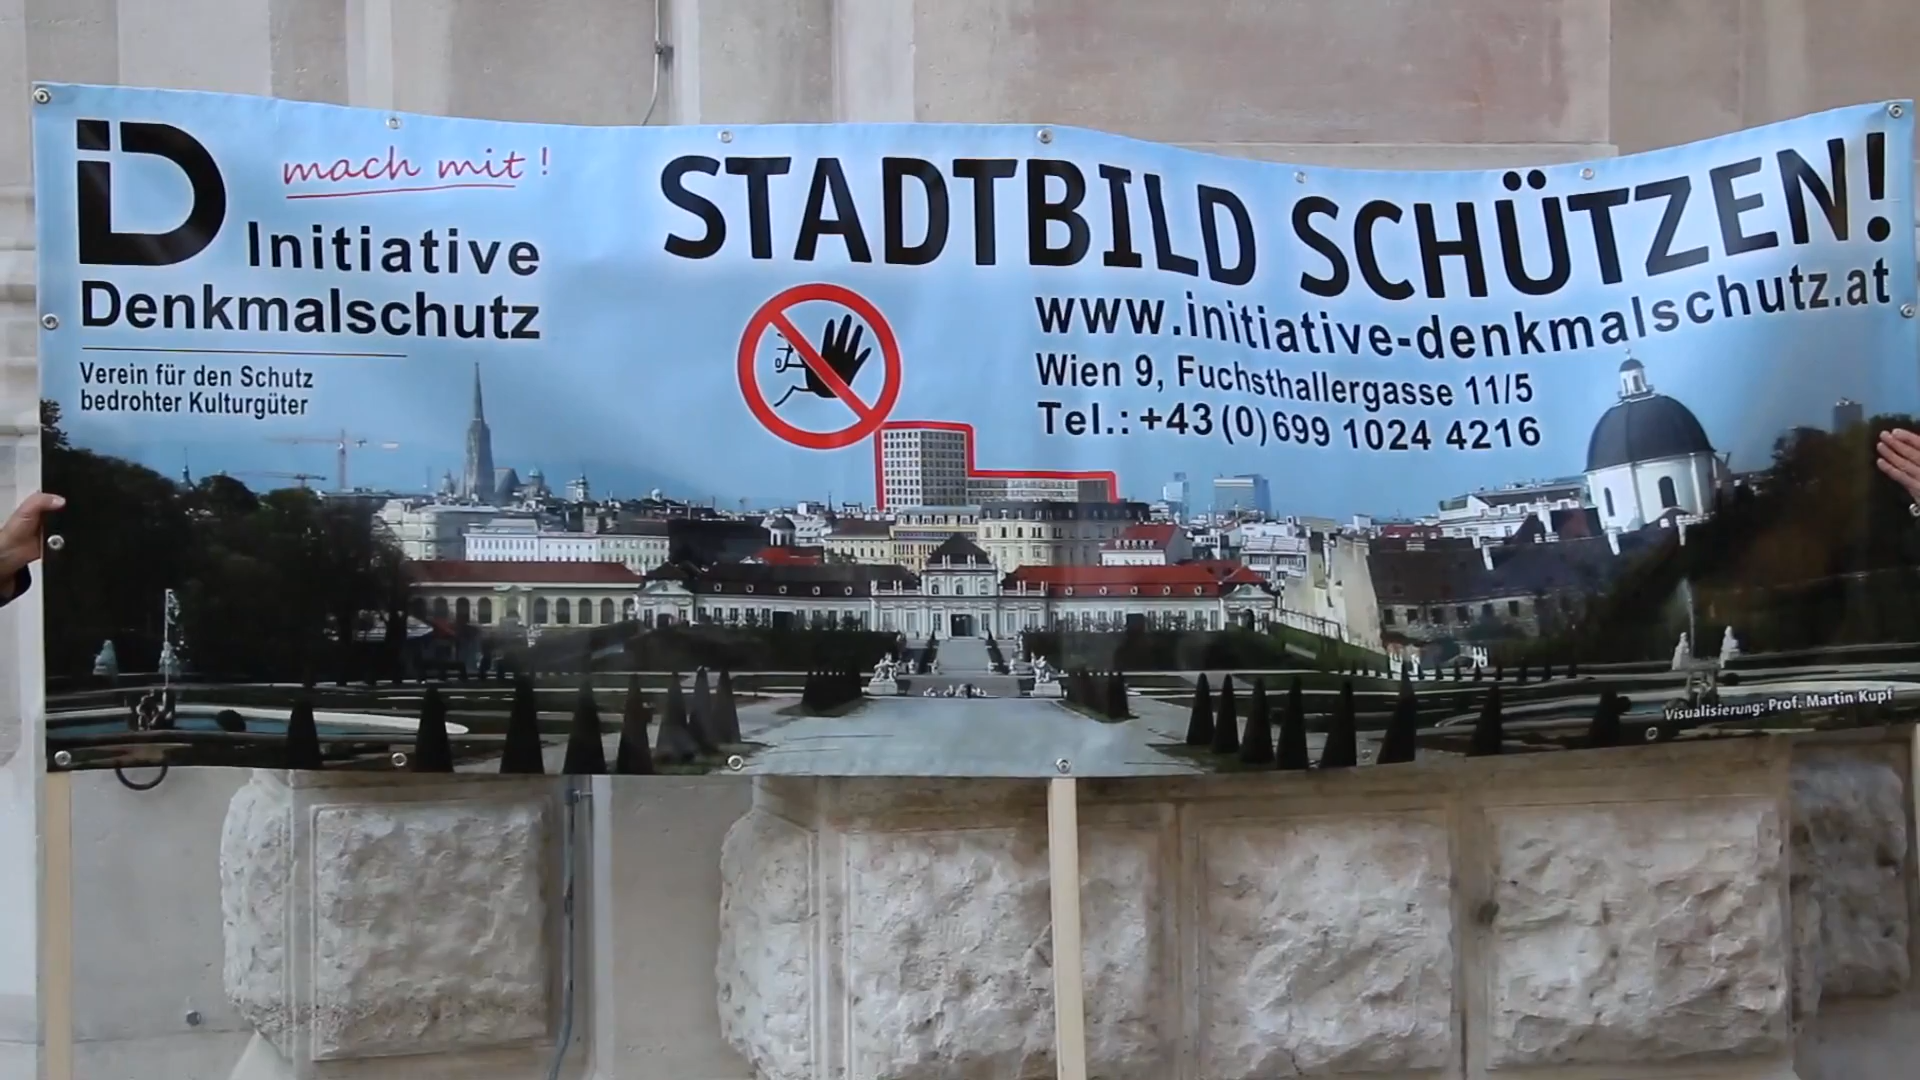 iD mach mit!
Initiative
Denkmalschutz
Verein für den Schutz
bedrohter Kulturgüter
STADTBILD SCHÜTZEN!
www.initiative-denkmalschutz.at
Wien 9, Fuchsthallergasse 11/5
Tel.: +43(0)699 1024 4216
Visualisierung: Prof. Martin Kupf